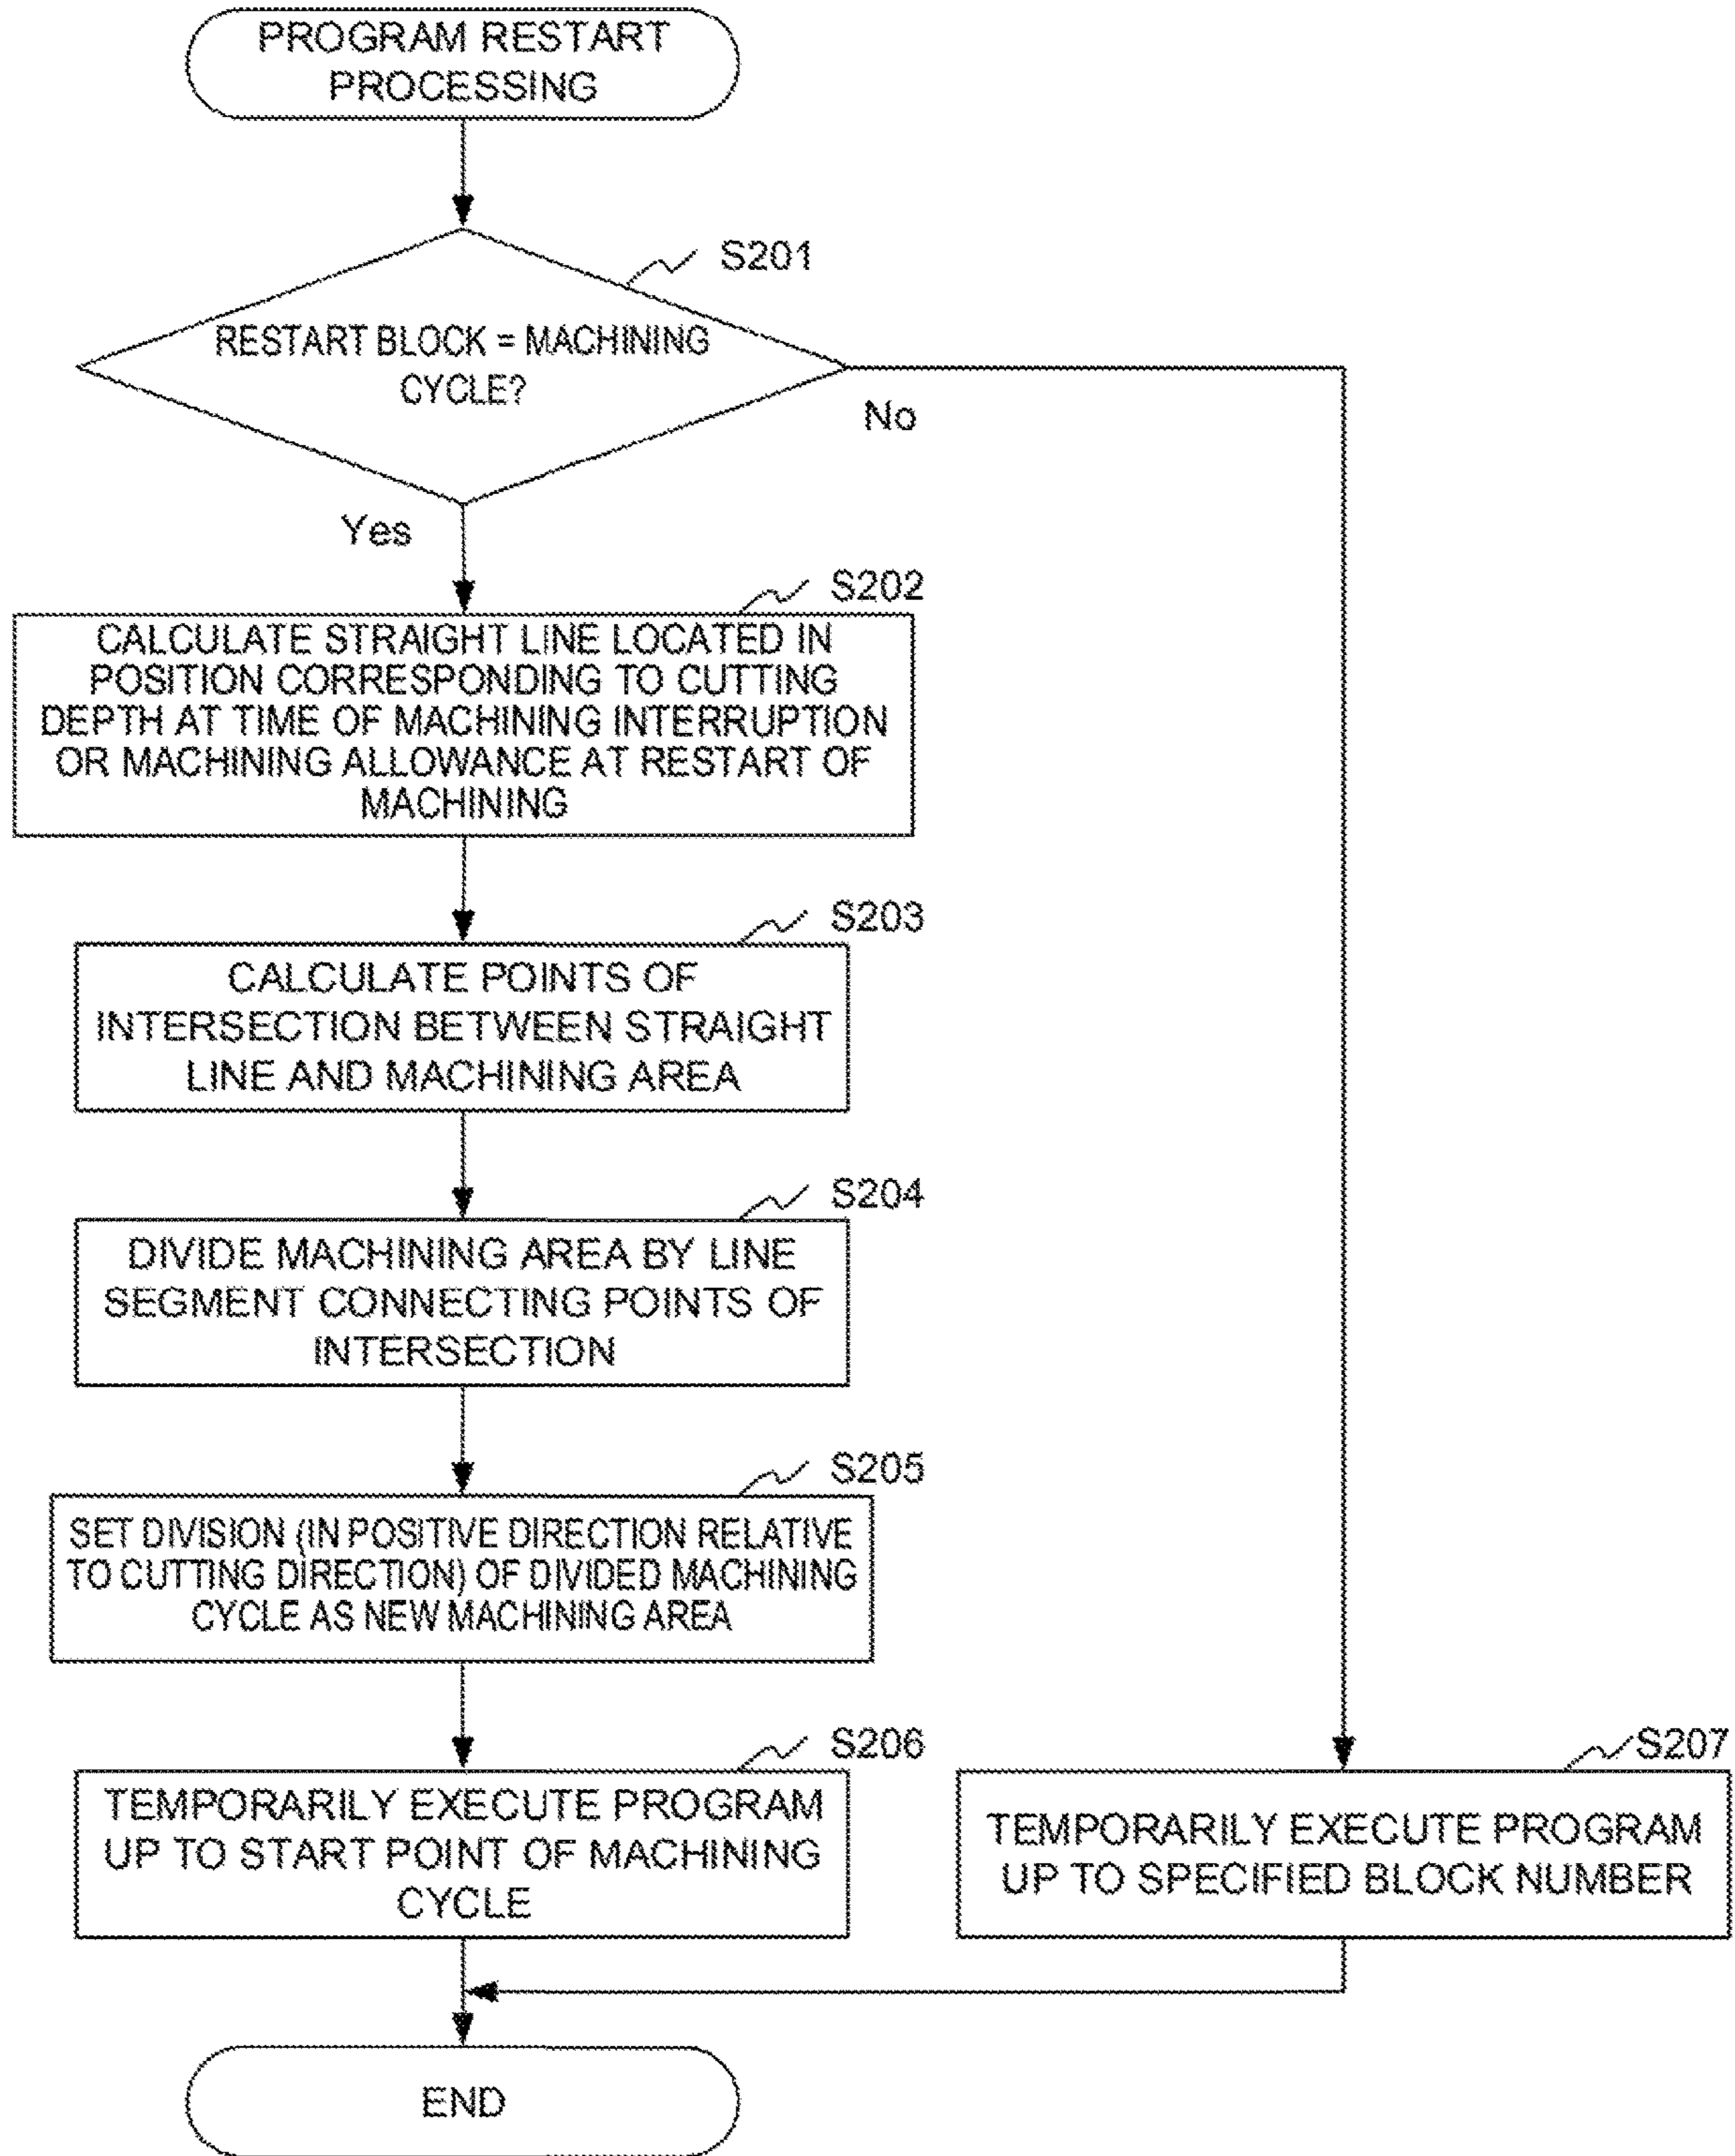 PROGRAM RESTART
PROCESSING
S201
RESTART BLOCK = MACHINING
CYCLE?
No
Yes
S202
CALCULATE STRAIGHT LINE LOCATED IN
POSITION CORRESPONDING TO CUTTING
DEPTH AT TIME OF MACHINING INTERRUPTION
OR MACHINING ALLOWANCE AT RESTART OF
MACHINING
S203
CALCULATE POINTS OF
INTERSECTION BETWEEN STRAIGHT
LINE AND MACHINING AREA
S204
DIVIDE MACHINING AREA BY LINE
SEGMENT CONNECTING POINTS OF
INTERSECTION
S205
SET DIVISION (IN POSITIVE DIRECTION RELATIVE
TO CUTTING DIRECTION) OF DIVIDED MACHINING
CYCLE AS NEW MACHINING AREA
S206
TEMPORARILY EXECUTE PROGRAM
UP TO START POINT OF MACHINING
CYCLE
S207
TEMPORARILY EXECUTE PROGRAM
UP TO SPECIFIED BLOCK NUMBER
END